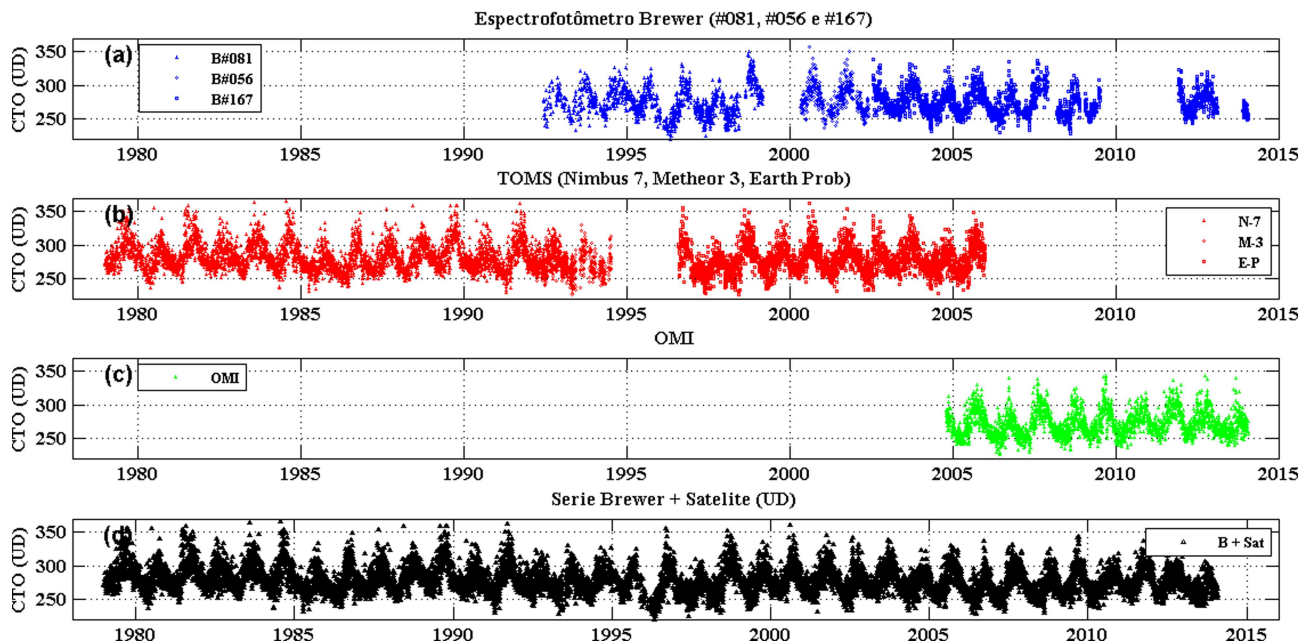 Espectrofotômetro Brewer (#081, #056 e #167)
(a)
B#081
B#056
B#167
CTO (UD)
350
300
250
1980 1985 1990 1995 2000 2005 2010 2015
TOMS (Nimbus 7, Metheor 3, Earth Prob)
(b)
N-7
M-3
E-P
CTO (UD)
350
300
250
1980 1985 1990 1995 2000 2005 2010 2015
OMI
(c)
OMI
CTO (UD)
350
300
250
1980 1985 1990 1995 2000 2005 2010 2015
Serie Brewer + Satelite (UD)
(d)
B + Sat
CTO (UD)
350
300
250
1980 1985 1990 1995 2000 2005 2010 2015